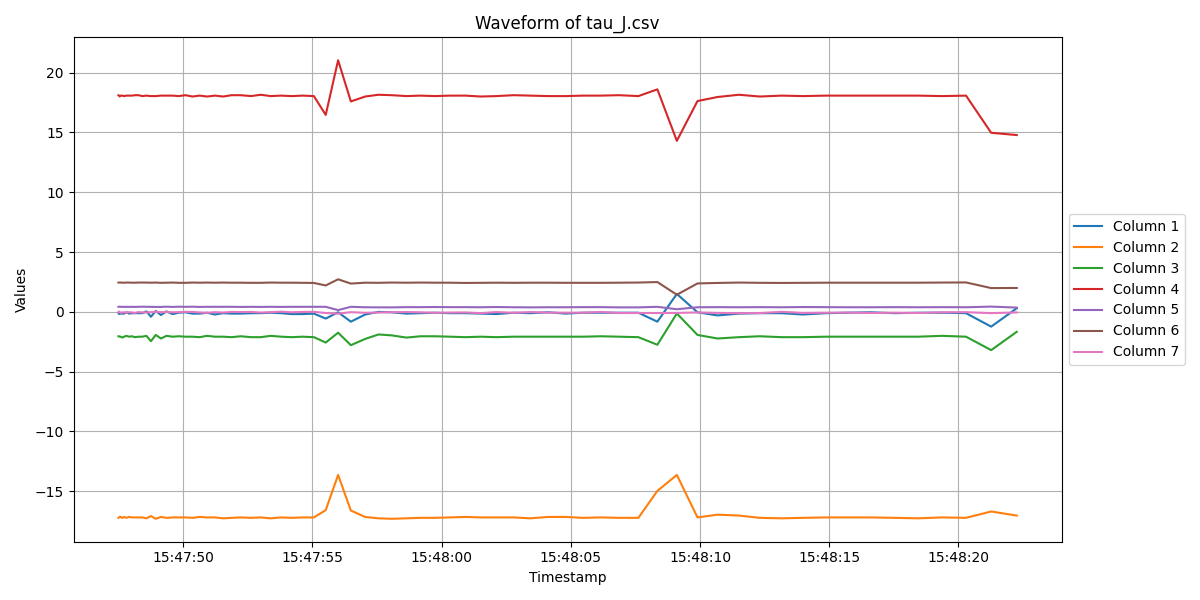 Waveform of tau_J.csv
Values
20
15
10
5
0
−5
−10
−15
15:47:50
15:47:55
15:48:00
15:48:05
15:48:10
15:48:15
15:48:20
Timestamp
Column 1
Column 2
Column 3
Column 4
Column 5
Column 6
Column 7